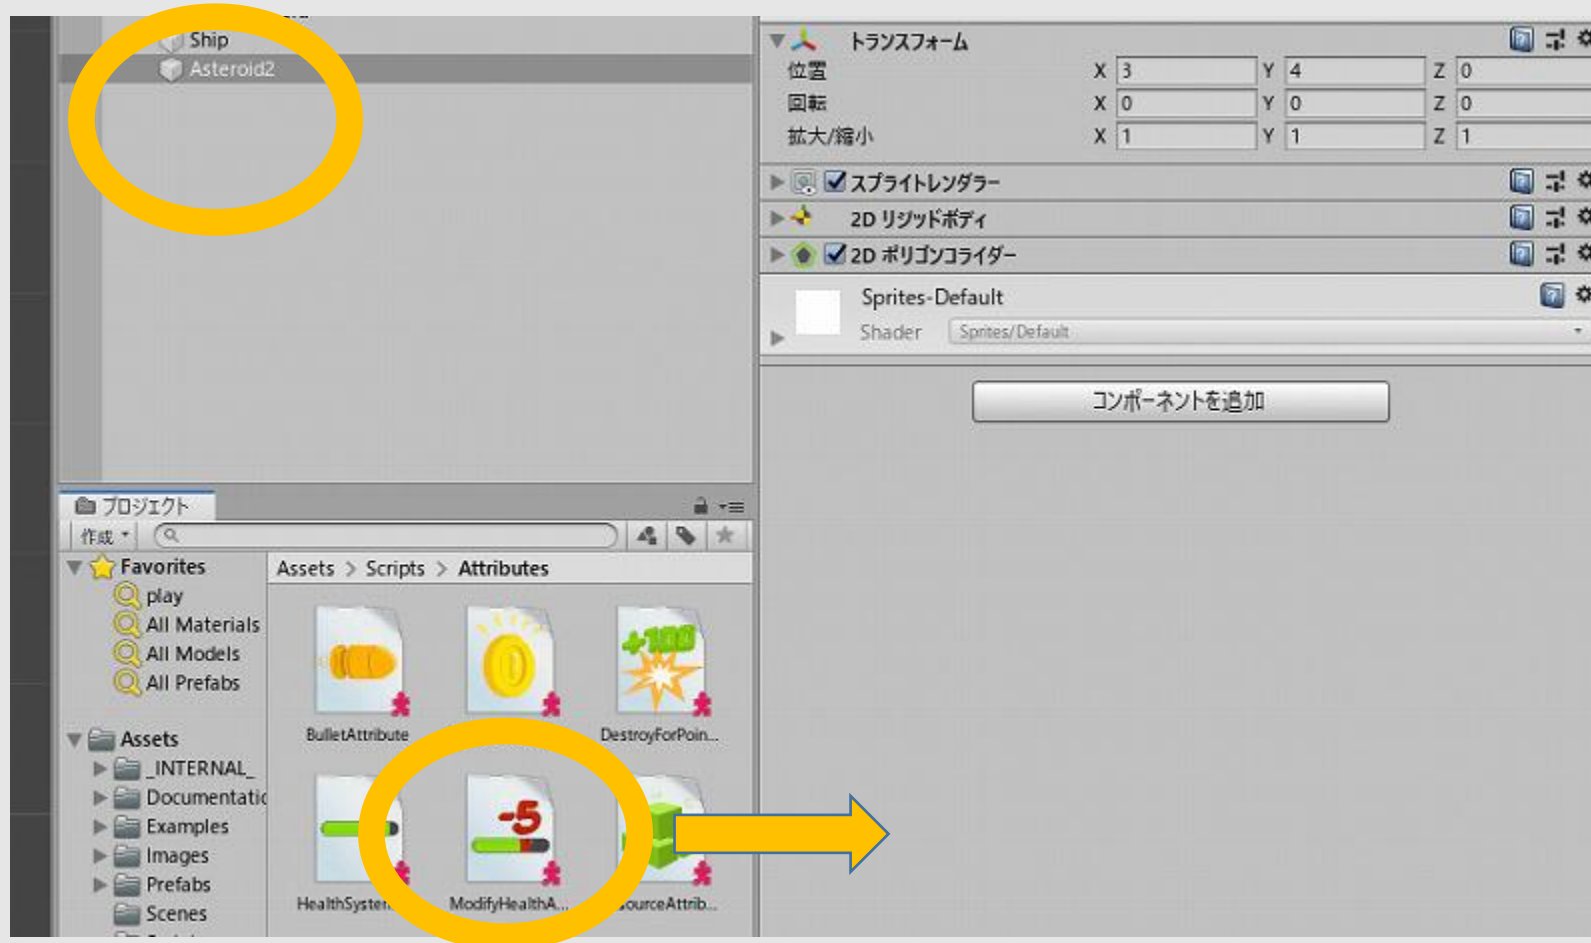 Ship
Asteroid2
トランスフォーム
位置 X 3 Y 4 Z 0
回転 X 0 Y 0 Z 0
拡大/縮小 X 1 Y 1 Z 1
スプライトレンダラー
2D リジッドボディ
2D ポリゴンコライダー
Sprites-Default
Shader Sprites/Default
コンポーネントを追加
プロジェクト
作成
Favorites
play
All Materials
All Models
All Prefabs
Assets
_INTERNAL_
Documentatic
Examples
Images
Prefabs
Scenes
Assets > Scripts > Attributes
+100
BulletAttribute
DestroyForPoin...
-5
HealthSyster
ModifyHealthA...
ourceAttrib...